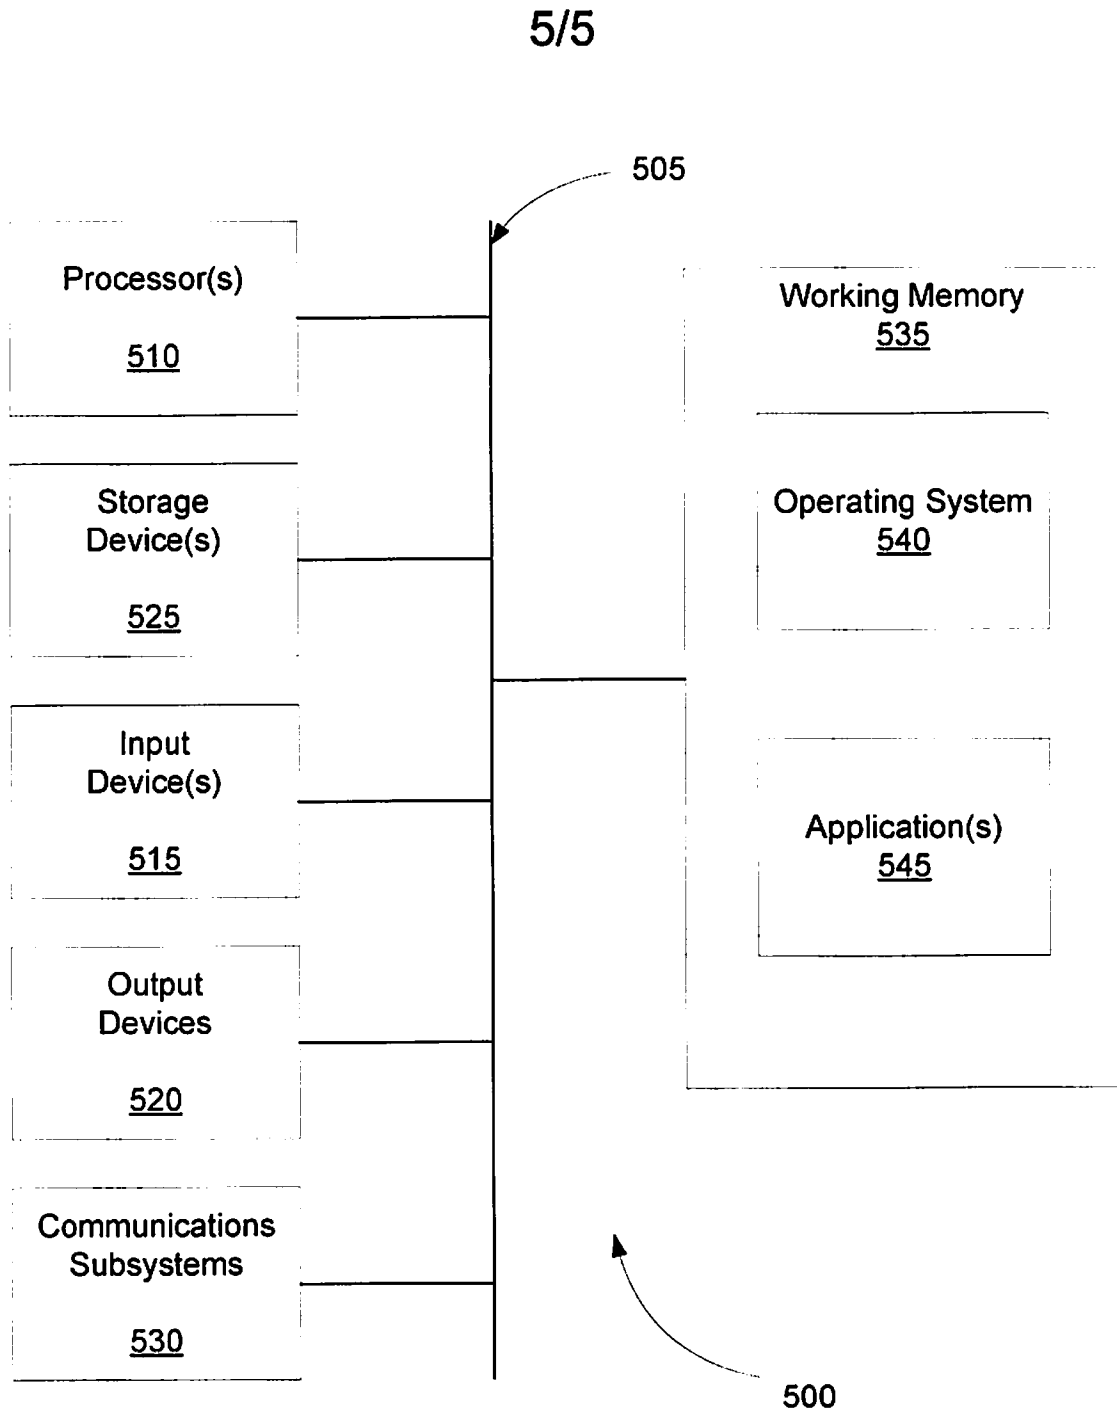 5/5
505
Processor(s)
510
Storage
Device(s)
525
Input
Device(s)
515
Output
Devices
520
Communications
Subsystems
530
Working Memory
535
Operating System
540
Application(s)
545
500